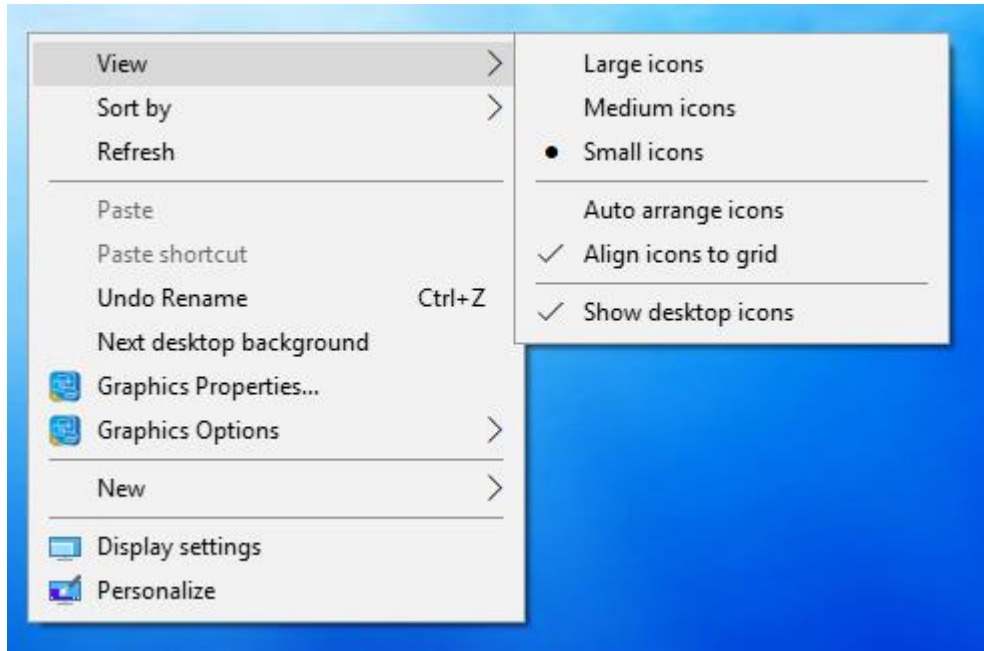 View
Sort by
Refresh
Paste
Paste shortcut
Undo Rename Ctrl+Z
Next desktop background
Graphics Properties...
Graphics Options
New
Display settings
Personalize
Large icons
Medium icons
Small icons
Auto arrange icons
Align icons to grid
Show desktop icons